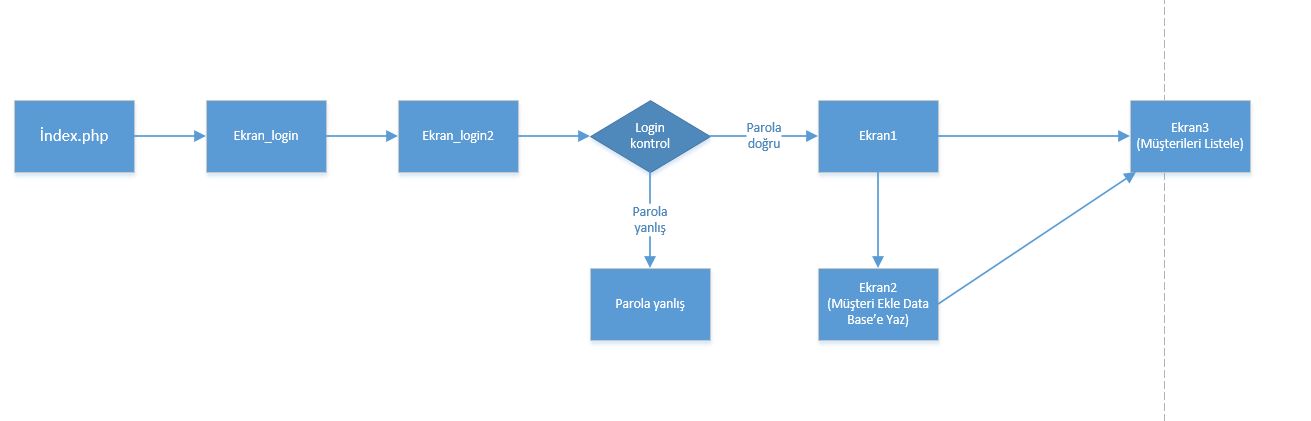 İndex.php
Ekran_login
Ekran_login2
Login
kontrol
Parola
doğru
Ekran1
Ekran3
(Müşterileri Listele)
Parola
yanlış
Parola yanlış
Ekran2
(Müşteri Ekle Data
Base’e Yaz)